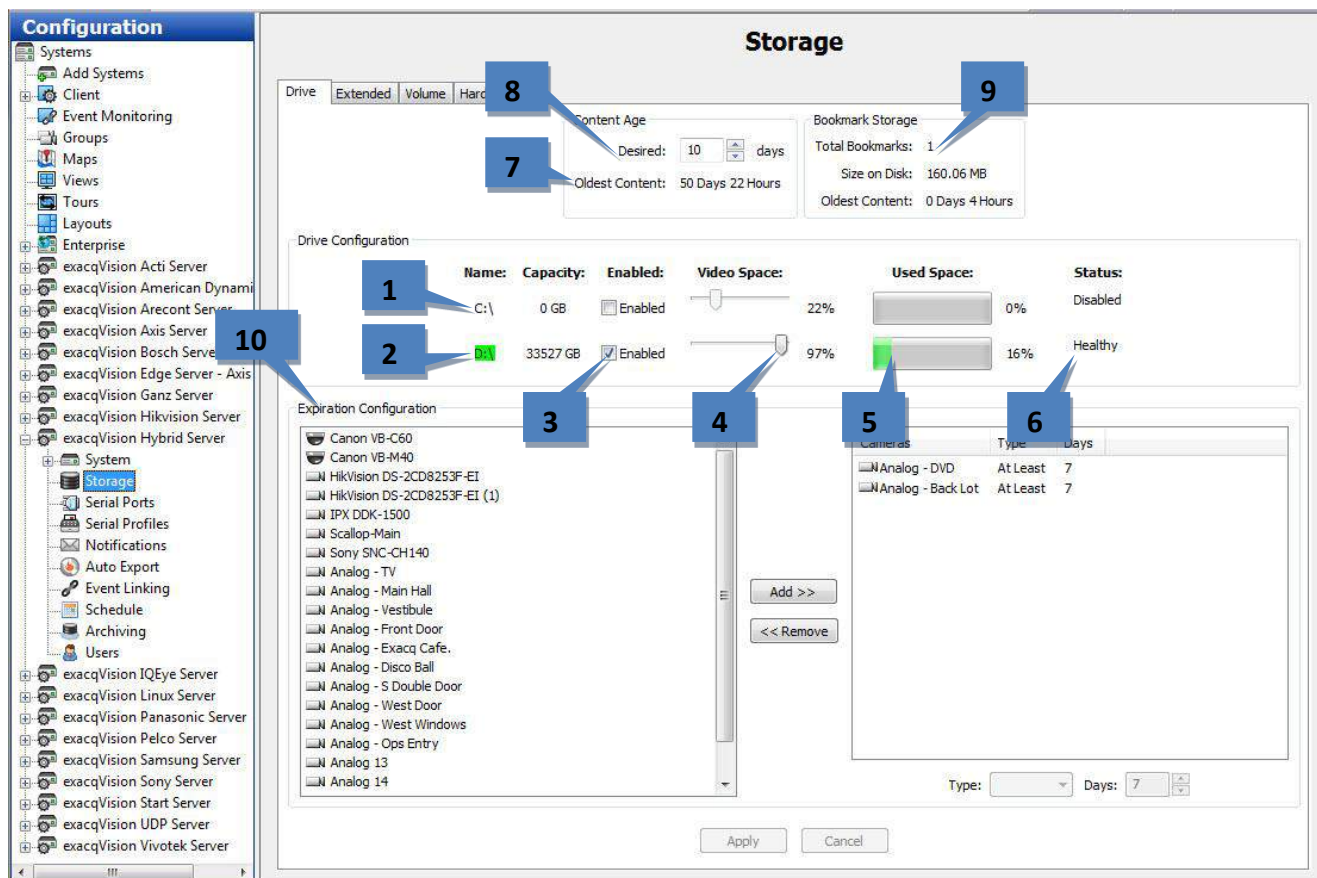 Configuration
Systems
Add Systems
Client
Event Monitoring
Groups
Maps
Views
Tours
Layouts
Enterprise
exacqVision Acti Server
exacqVision American Dynami
exacqVision Arecont Server
exacqVision Axis Server
exacqVision Bosch Serve
exacqVision Edge Server - Axis
exacqVision Ganz Server
exacqVision Hikvision Server
exacqVision Hybrid Server
System
Storage
Serial Ports
Serial Profiles
Notifications
Auto Export
Event Linking
Schedule
Archiving
Users
exacqVision IQEye Server
exacqVision Linux Server
exacqVision Panasonic Server
exacqVision Pelco Server
exacqVision Samsung Server
exacqVision Sony Server
exacqVision Start Server
exacqVision UDP Server
exacqVision Vivotek Server
Storage
Drive Extended Volume Hard
8
9
7
Content Age
Desired: 10 days
Oldest Content: 50 Days 22 Hours
Bookmark Storage
Total Bookmarks: 1
Size on Disk: 160.06 MB
Oldest Content: 0 Days 4 Hours
Drive Configuration
Name: Capacity: Enabled: Video Space: Used Space: Status:
1 C:\ 0 GB Enabled 22% 0% Disabled
2 D:\ 33527 GB Enabled 97% 16% Healthy
10
3
4
5
6
Expiration Configuration
Canon VB-C60
Canon VB-M40
HikVision DS-2CD8253F-EI
HikVision DS-2CD8253F-EI (1)
IPX DDK-1500
Scallop-Main
Sony SNC-CH140
Analog - TV
Analog - Main Hall
Analog - Vestibule
Analog - Front Door
Analog - Exacq Cafe.
Analog - Disco Ball
Analog - S Double Door
Analog - West Door
Analog - West Windows
Analog - Ops Entry
Analog 13
Analog 14
Add >>
<< Remove
Cameras Type Days
Analog - DVD At Least 7
Analog - Back Lot At Least 7
Type: Days: 7
Apply Cancel